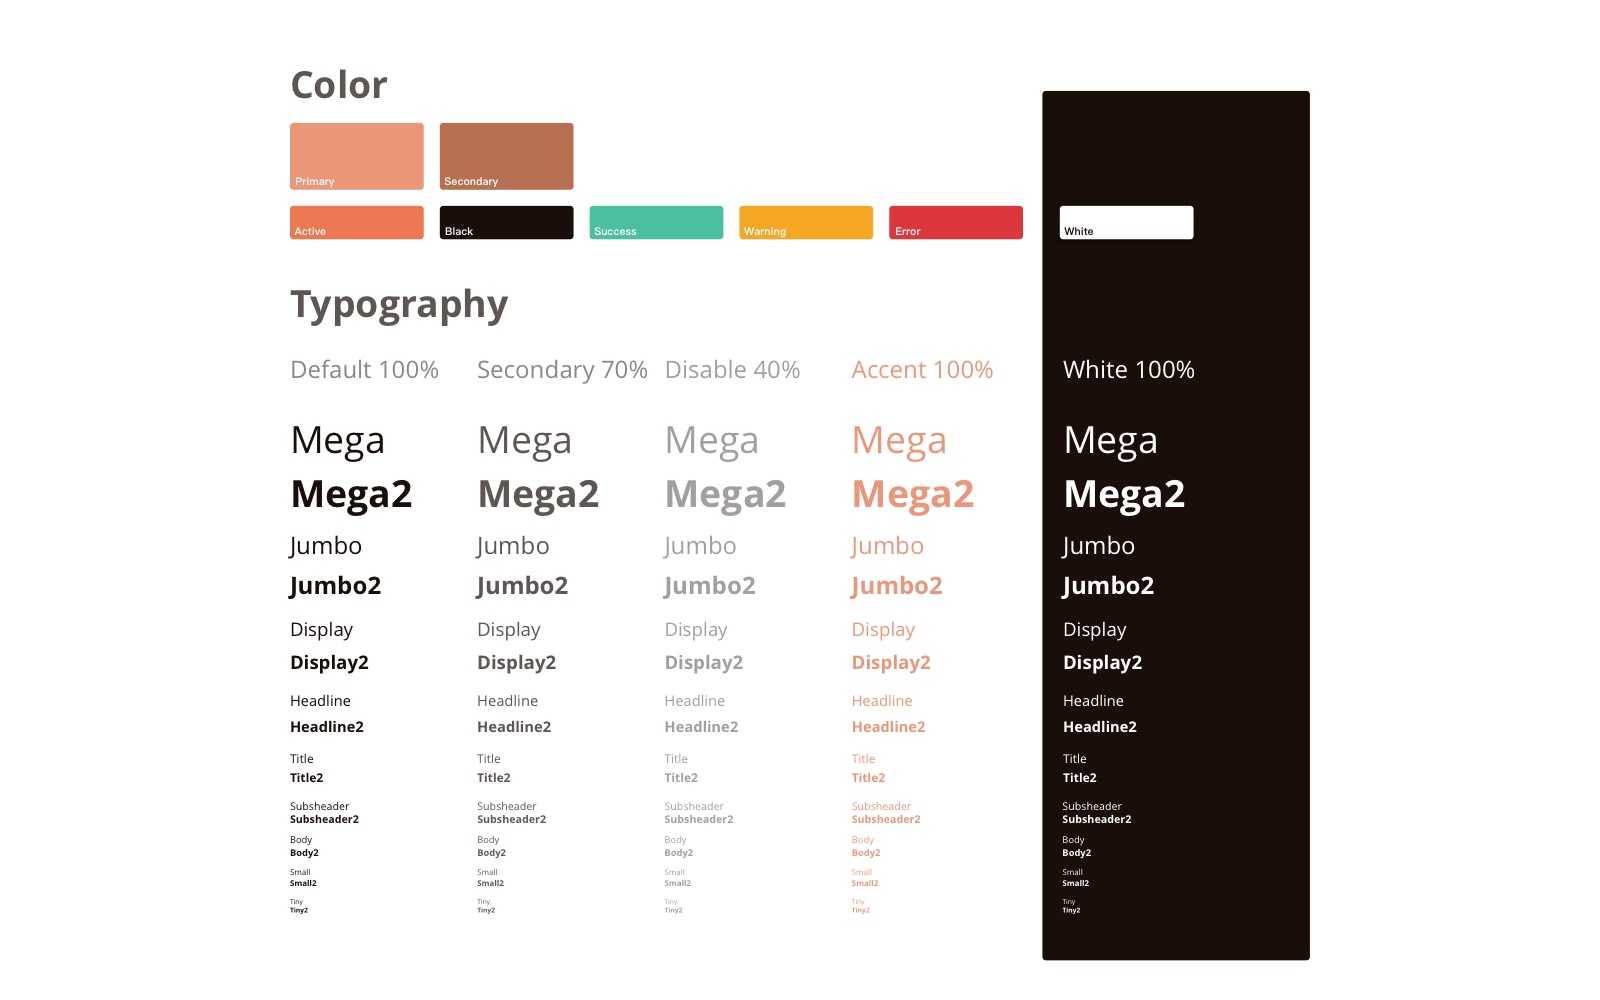 Color
Primary
Secondary
Active
Black
Success
Warning
Error
White
Typography
Default 100%
Secondary 70%
Disable 40%
Accent 100%
White 100%
Mega
Mega
Mega
Mega
Mega
Mega2
Mega2
Mega2
Mega2
Mega2
Jumbo
Jumbo
Jumbo
Jumbo
Jumbo
Jumbo2
Jumbo2
Jumbo2
Jumbo2
Jumbo2
Display
Display
Display
Display
Display
Display2
Display2
Display2
Display2
Display2
Headline
Headline
Headline
Headline
Headline
Headline2
Headline2
Headline2
Headline2
Headline2
Title
Title
Title
Title
Title
Title2
Title2
Title2
Title2
Title2
Subsheader
Subsheader
Subsheader
Subsheader
Subsheader
Subsheader2
Subsheader2
Subsheader2
Subsheader2
Subsheader2
Body
Body
Body
Body
Body
Body2
Body2
Body2
Body2
Body2
Small
Small
Small
Small
Small
Small2
Small2
Small2
Small2
Small2
Tiny
Tiny
Tiny
Tiny
Tiny
Tiny2
Tiny2
Tiny2
Tiny2
Tiny2